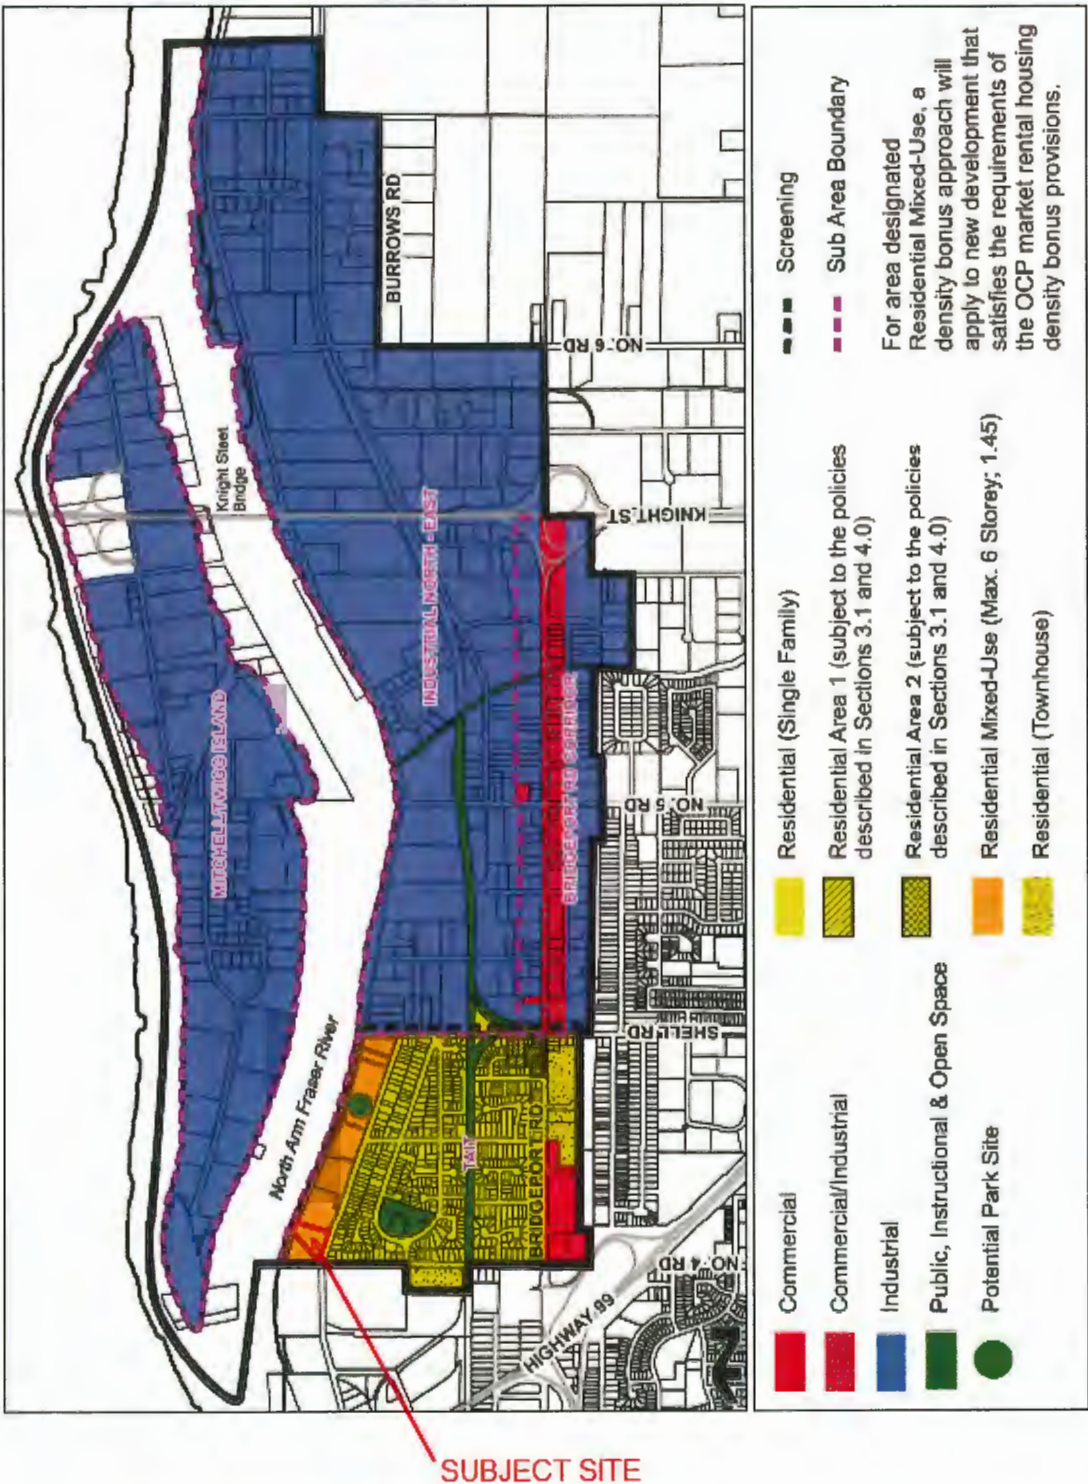 MITCHELL/TWIGG ISLAND
North Arm Fraser River
Knight Steet
Bridge
BURROWS RD
NO. 6 RD
INDUSTRIAL NORTH - EAST
KNIGHT ST
BRIDGEPORT RD CORRIDOR
NO. 5 RD
SHELL RD
TAIT
BRIDGEPORT RD
NO. 4 RD
HIGHWAY 99
Commercial
Commercial/Industrial
Industrial
Public, Instructional & Open Space
Potential Park Site
Residential (Single Family)
Residential Area 1 (subject to the policies
described in Sections 3.1 and 4.0)
Residential Area 2 (subject to the policies
described in Sections 3.1 and 4.0)
Residential Mixed-Use (Max. 6 Storey; 1.45)
Residential (Townhouse)
Screening
Sub Area Boundary
For area designated
Residential Mixed-Use, a
density bonus approach will
apply to new development that
satisfies the requirements of
the OCP market rental housing
density bonus provisions.
SUBJECT SITE